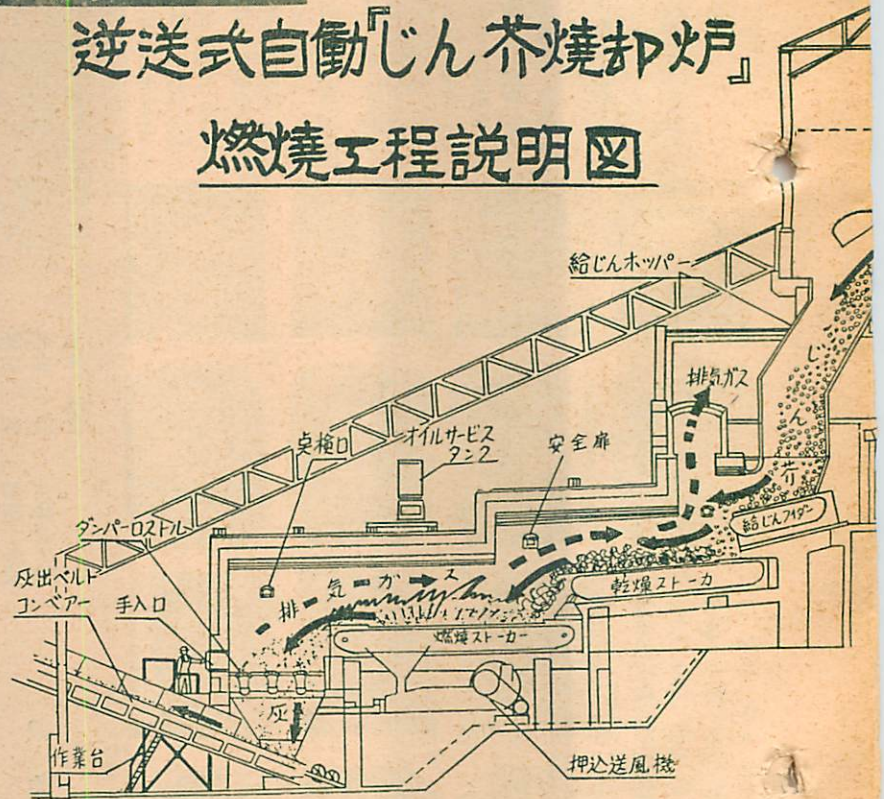 逆送式自働『じん芥燒却炉』
燃燒工程説明図
給じんホッパー
排気ガス
じん芥
点検口
オイルサービス
タンク
安全扉
給じんフイダー
ダンパーロストル
灰出ベルト
コンベアー
手入口
排気ガス
乾燥ストーカ
燃燒ストーカー
灰
作業台
押込送風機